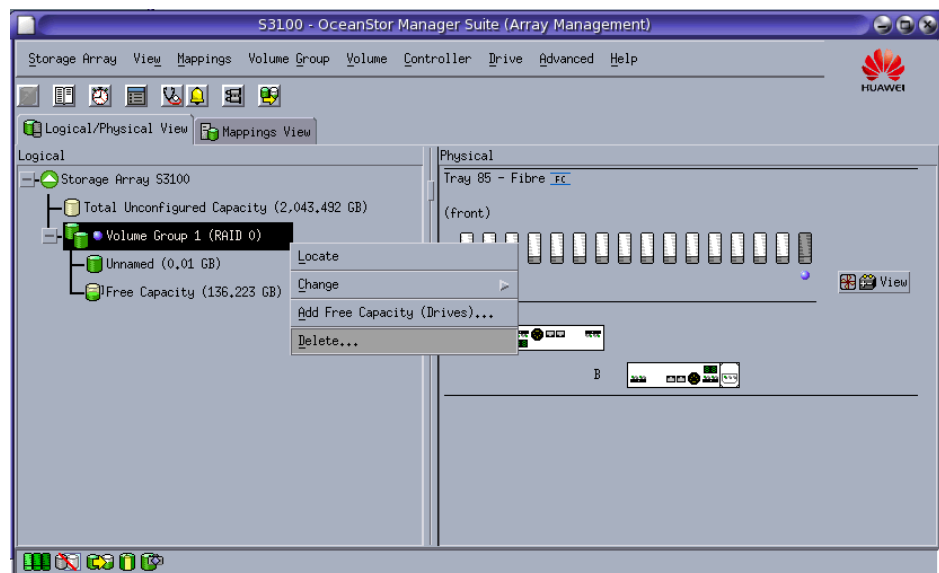 S3100 - OceanStor Manager Suite (Array Management)
Storage Array View Mappings Volume Group Volume Controller Drive Advanced Help
HUAWEI
Logical/Physical View Mappings View
Logical
Physical
Storage Array S3100
Total Unconfigured Capacity (2,043.492 GB)
Volume Group 1 (RAID 0)
Unnamed (0,01 GB)
Free Capacity (136,223 GB)
Locate
Change
Add Free Capacity (Drives)...
Delete...
Tray 85 - Fibre FC
(front)
View
B